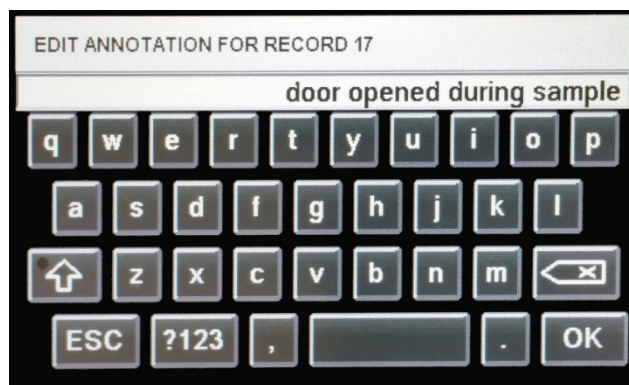 EDIT ANNOTATION FOR RECORD 17
door opened during sample
q w e r t y u i o p
a s d f g h j k l
z x c v b n m
ESC ?123 , . OK